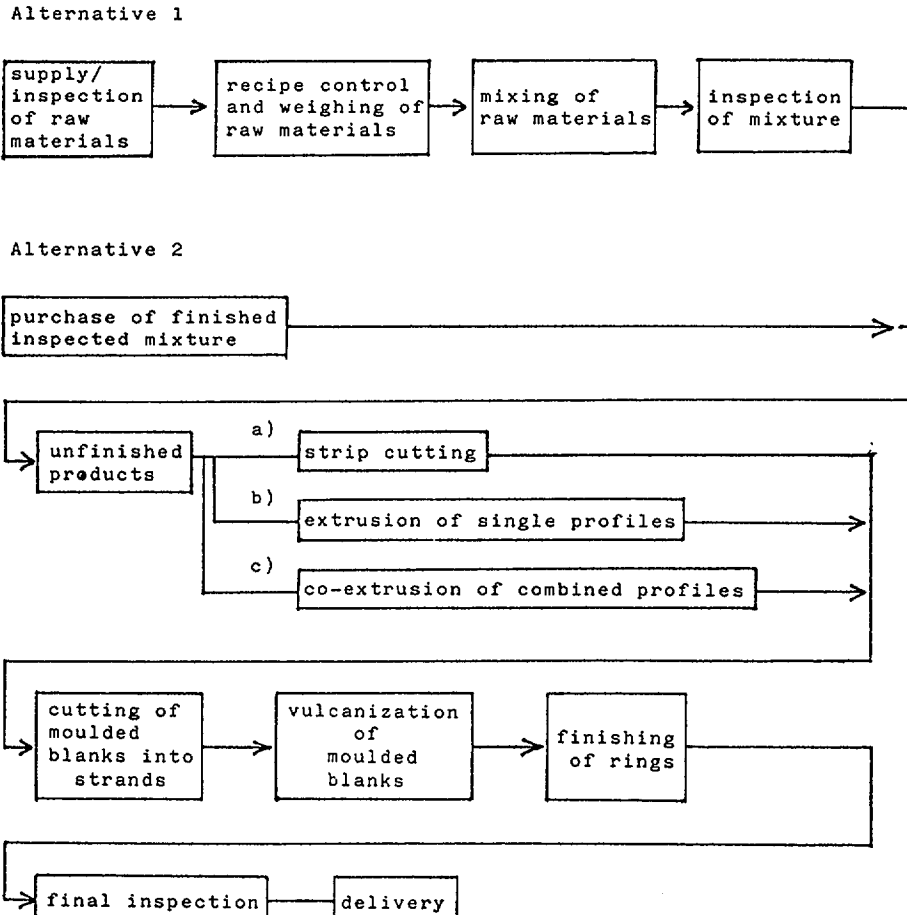 Alternative 1
supply/
inspection
of raw
materials
recipe control
and weighing of
raw materials
mixing of
raw materials
inspection
of mixture
Alternative 2
purchase of finished
inspected mixture
unfinished
products
a)
strip cutting
b)
extrusion of single profiles
c)
co-extrusion of combined profiles
cutting of
moulded
blanks into
strands
vulcanization
of
moulded
blanks
finishing
of rings
final inspection
delivery